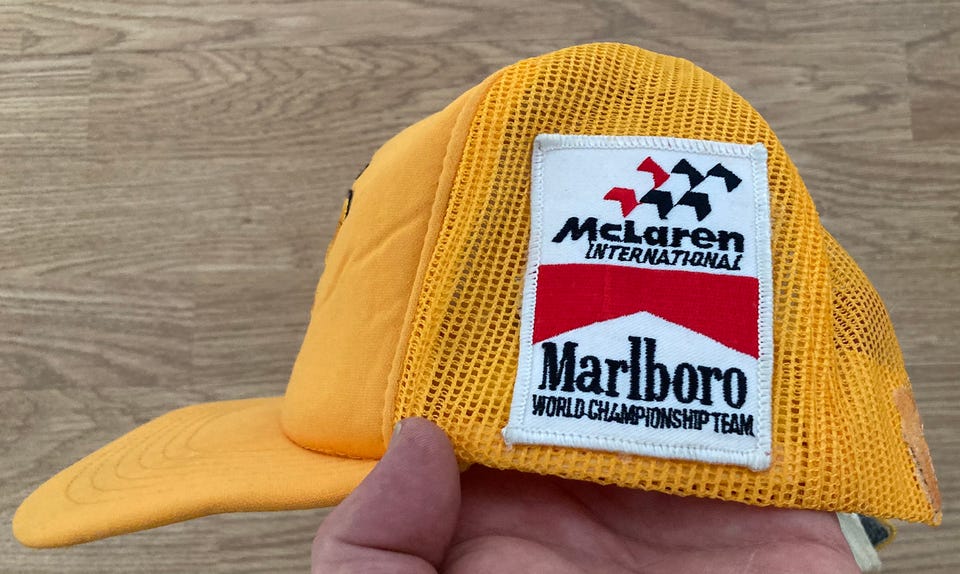 McLaren
INTERNATIONAL
Marlboro
WORLD CHAMPIONSHIP TEAM